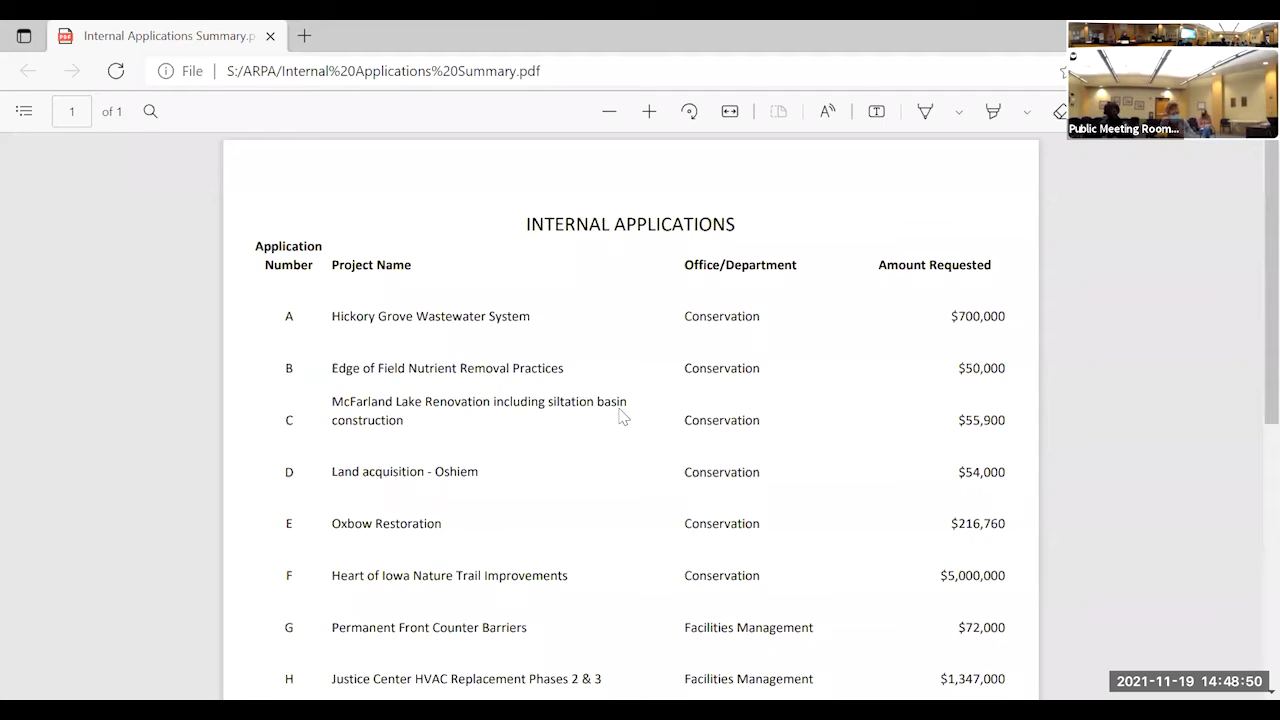 Internal Applications Summary.p
File
S:/ARPA/Internal%20Applications%20Summary.pdf
1 of 1
Public Meeting Room...
INTERNAL APPLICATIONS
Application
Number Project Name Office/Department Amount Requested
A Hickory Grove Wastewater System Conservation $700,000
B Edge of Field Nutrient Removal Practices Conservation $50,000
McFarland Lake Renovation including siltation basin
C construction Conservation $55,900
D Land acquisition - Oshiem Conservation $54,000
E Oxbow Restoration Conservation $216,760
F Heart of Iowa Nature Trail Improvements Conservation $5,000,000
G Permanent Front Counter Barriers Facilities Management $72,000
H Justice Center HVAC Replacement Phases 2 & 3 Facilities Management $1,347,000
2021-11-19 14:48:50